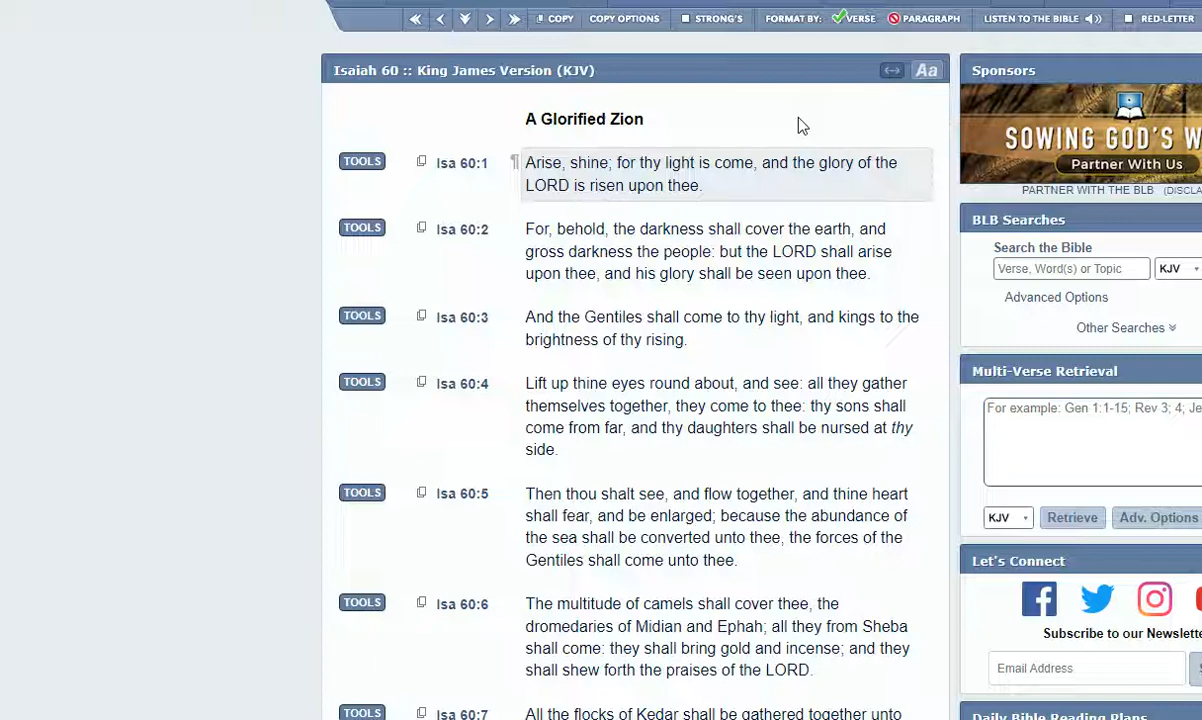 COPY COPY OPTIONS STRONG'S FORMAT BY: VERSE PARAGRAPH LISTEN TO THE BIBLE RED-LETTER
Isaiah 60 :: King James Version (KJV) Aa
A Glorified Zion
TOOLS Isa 60:1 ¶ Arise, shine; for thy light is come, and the glory of the
LORD is risen upon thee.
TOOLS Isa 60:2 For, behold, the darkness shall cover the earth, and
gross darkness the people: but the LORD shall arise
upon thee, and his glory shall be seen upon thee.
TOOLS Isa 60:3 And the Gentiles shall come to thy light, and kings to the
brightness of thy rising.
TOOLS Isa 60:4 Lift up thine eyes round about, and see: all they gather
themselves together, they come to thee: thy sons shall
come from far, and thy daughters shall be nursed at thy
side.
TOOLS Isa 60:5 Then thou shalt see, and flow together, and thine heart
shall fear, and be enlarged; because the abundance of
the sea shall be converted unto thee, the forces of the
Gentiles shall come unto thee.
TOOLS Isa 60:6 The multitude of camels shall cover thee, the
dromedaries of Midian and Ephah; all they from Sheba
shall come: they shall bring gold and incense; and they
shall shew forth the praises of the LORD.
TOOLS Isa 60:7 All the flocks of Kedar shall be gathered together unto
Sponsors
SOWING GOD'S W
Partner With Us
PARTNER WITH THE BLB (DISCLA
BLB Searches
Search the Bible
Verse, Word(s) or Topic KJV
Advanced Options
Other Searches
Multi-Verse Retrieval
For example: Gen 1:1-15; Rev 3; 4; Je
KJV Retrieve Adv. Options
Let's Connect
Subscribe to our Newslette
Email Address
Daily Bible Reading Plans